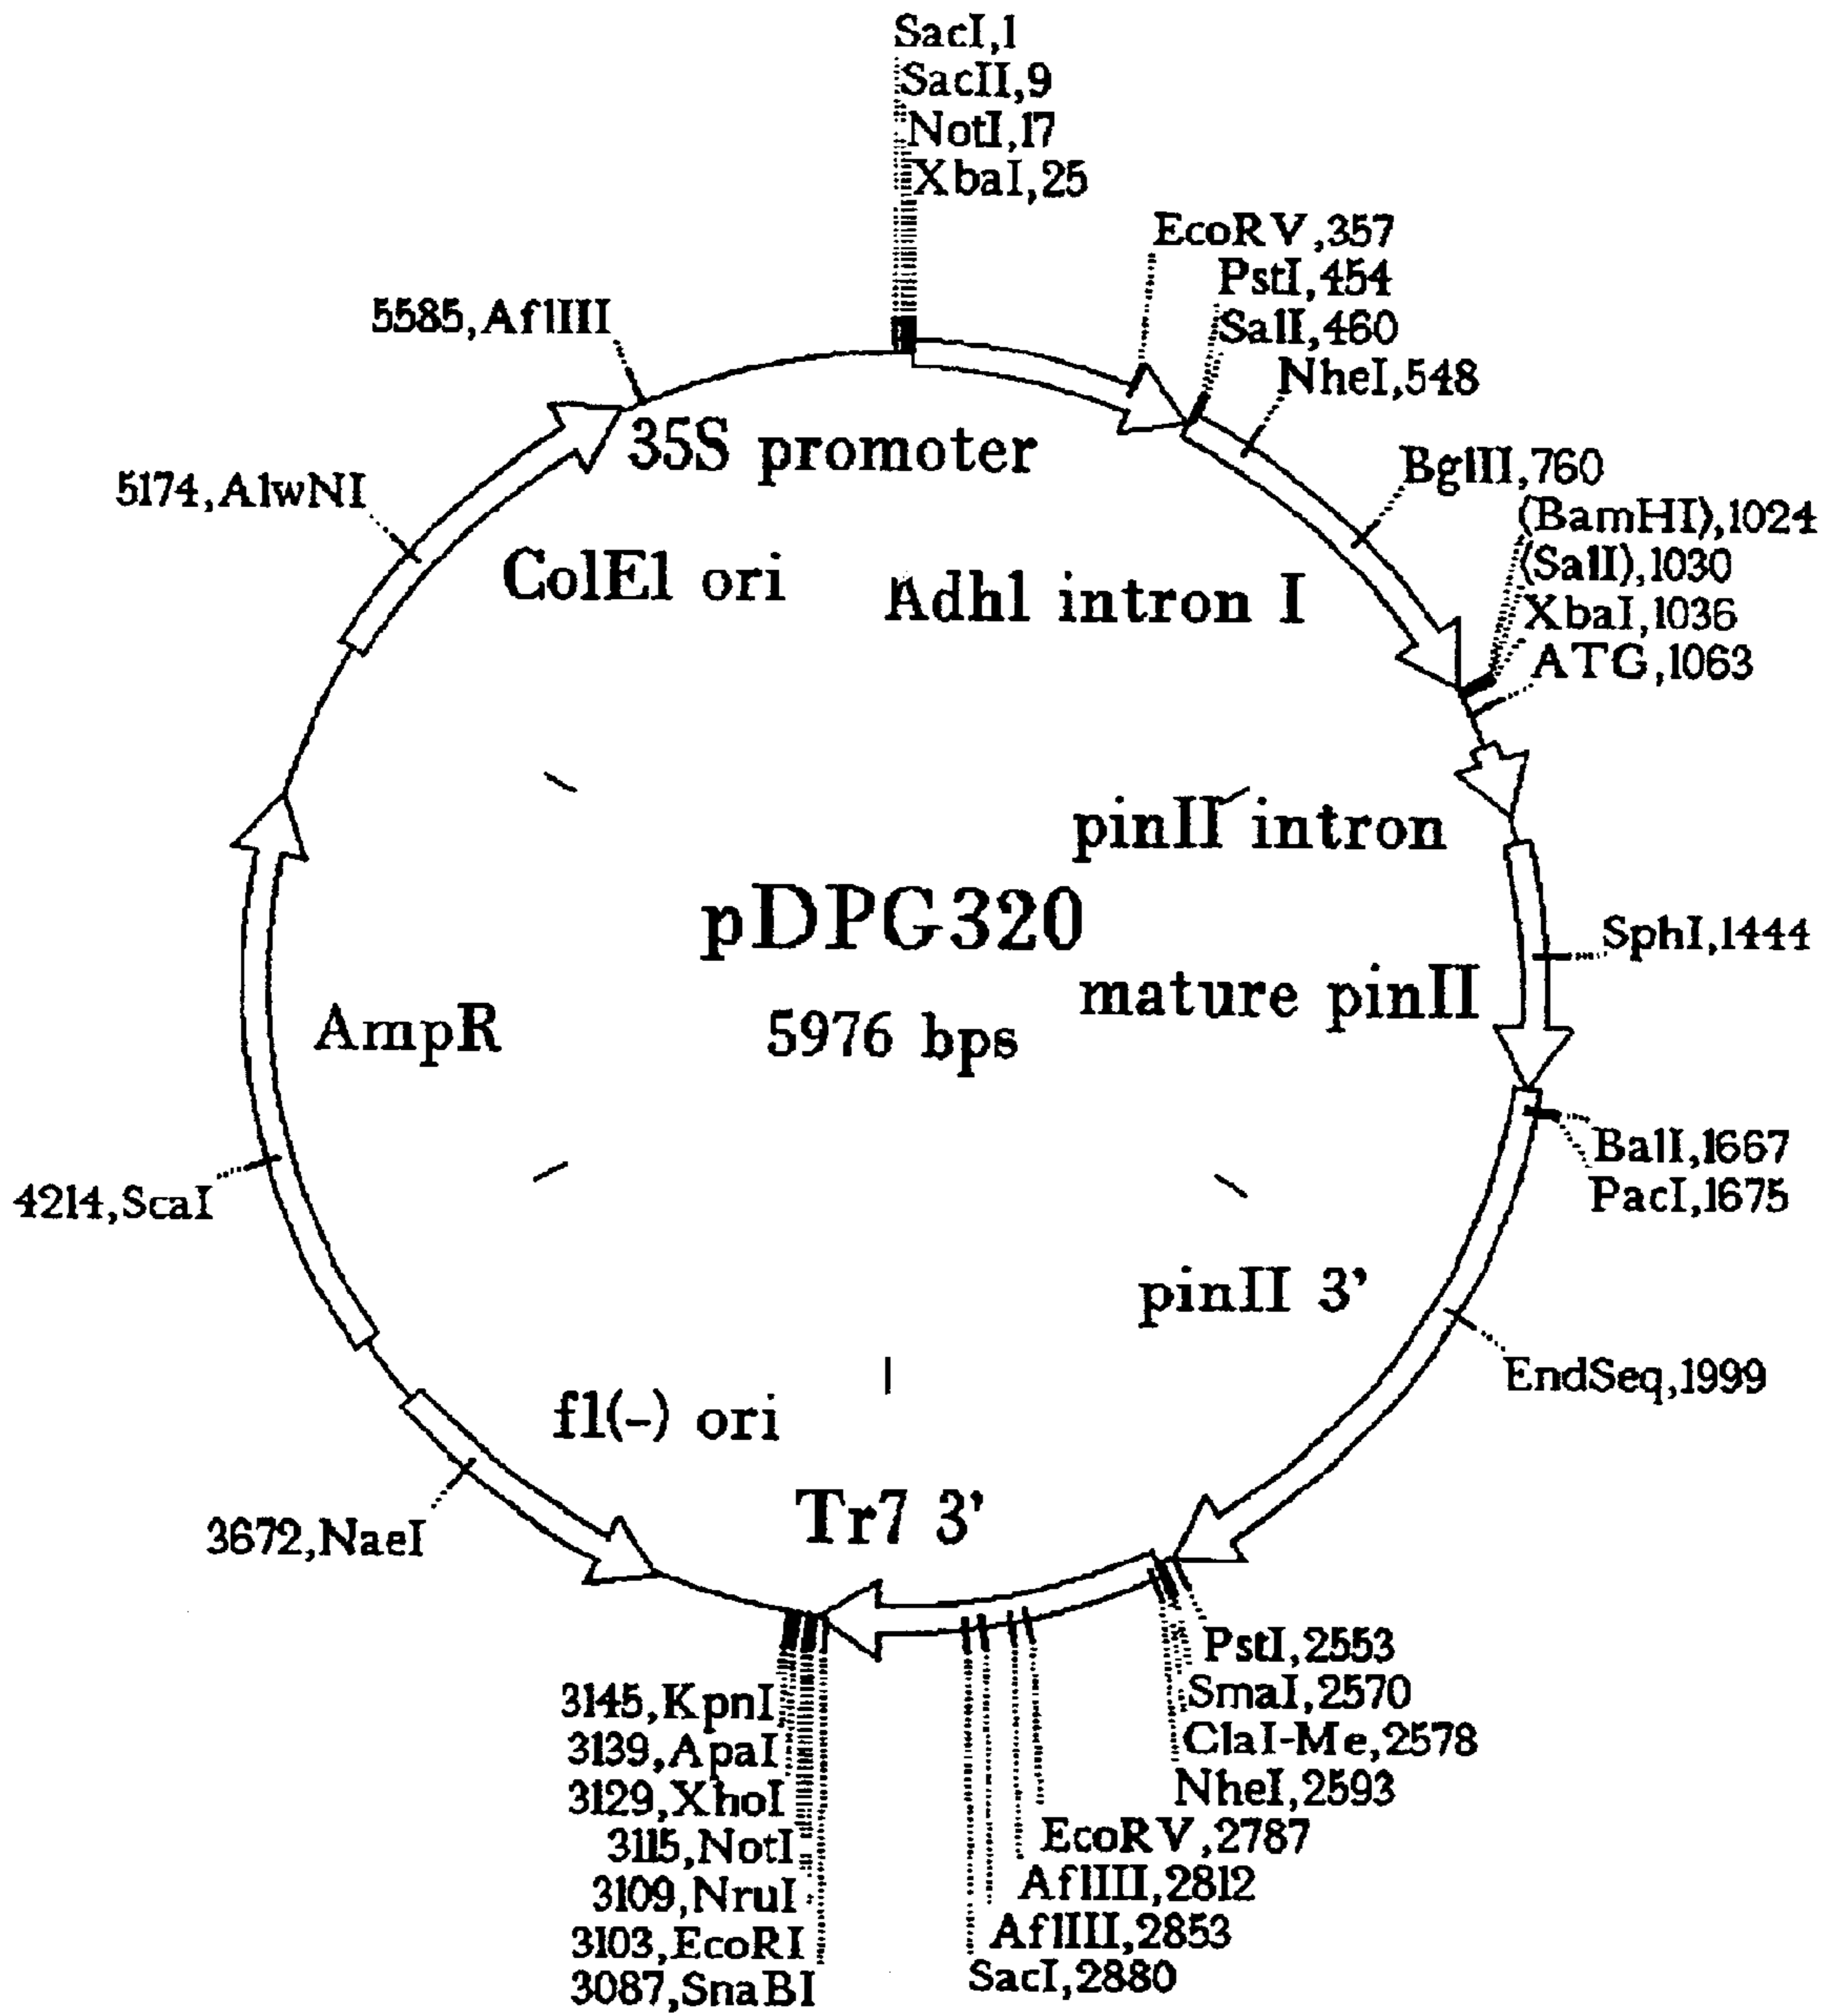 SacI,1
SacII,9
NotI,17
XbaI,25
EcoRV,357
PstI,454
SalI,460
NheI,548
BglII,760
(BamHI),1024
(SalI),1030
XbaI,1036
ATG,1063
5585,AflIII
5174,AlwNI
35S promoter
ColE1 ori
Adh1 intron I
pinII intron
pDPG320
5976 bps
mature pinII
SphI,1444
AmpR
BalI,1667
PacI,1675
4214,ScaI
pinII 3'
EndSeq,1999
f1(-) ori
Tr7 3'
3672,NaeI
PstI,2553
SmaI,2570
ClaI-Me,2578
NheI,2593
EcoRV,2787
AflIII,2812
AflIII,2853
SacI,2880
3145,KpnI
3139,ApaI
3129,XhoI
3115,NotI
3109,NruI
3103,EcoRI
3087,SnaBI